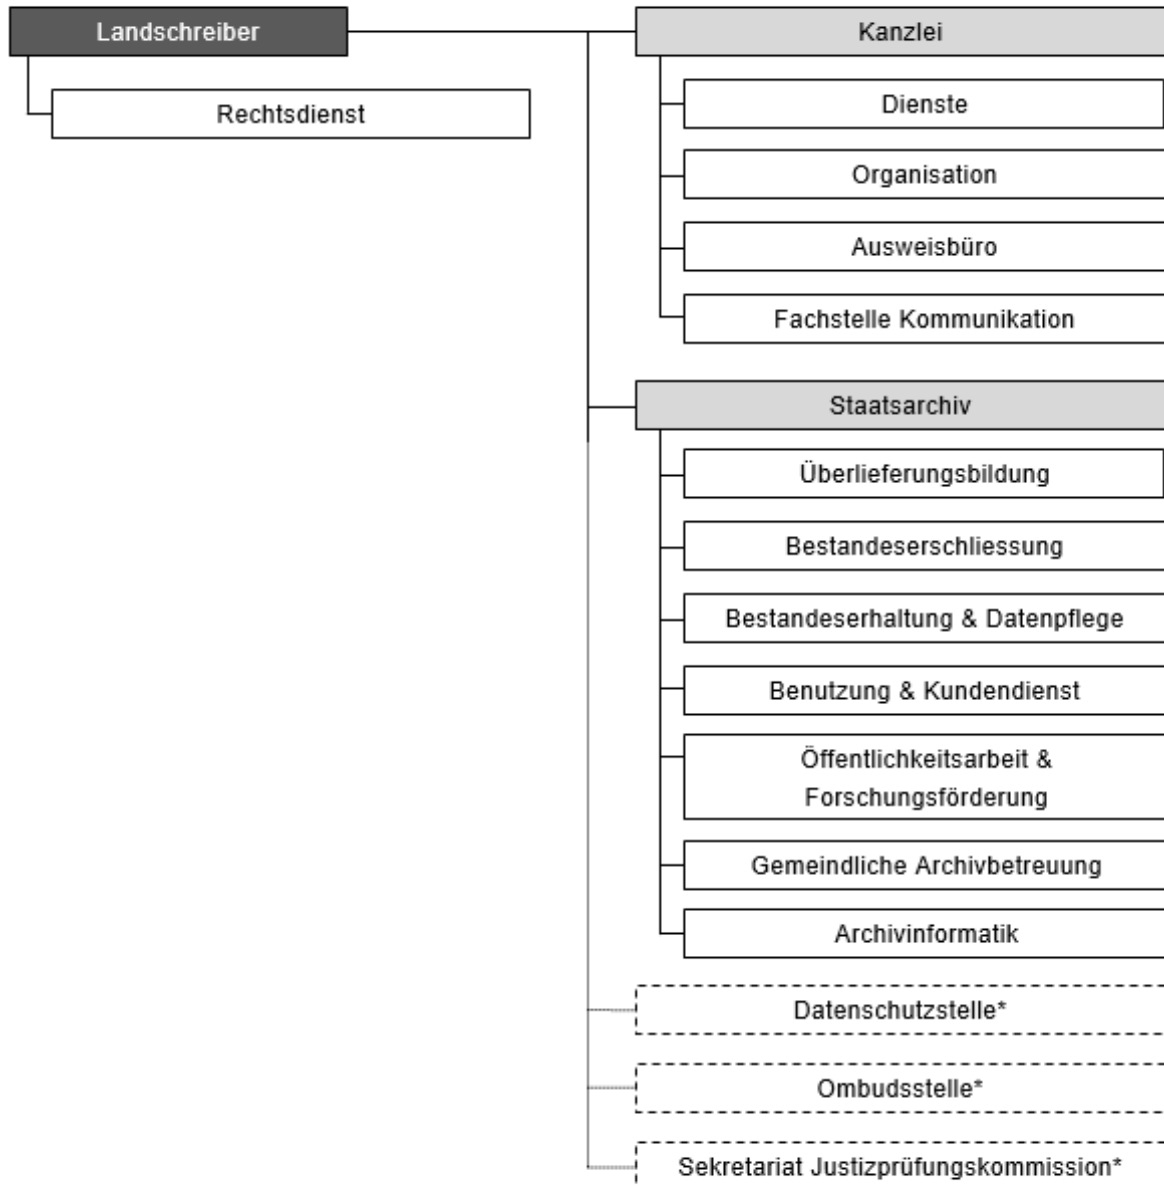 Landschreiber
Rechtsdienst
Kanzlei
Dienste
Organisation
Ausweisbüro
Fachstelle Kommunikation
Staatsarchiv
Überlieferungsbildung
Bestandeserschliessung
Bestandeserhaltung & Datenpflege
Benutzung & Kundendienst
Öffentlichkeitsarbeit &
Forschungsförderung
Gemeindliche Archivbetreuung
Archivinformatik
Datenschutzstelle*
Ombudsstelle*
Sekretariat Justizprüfungskommission*